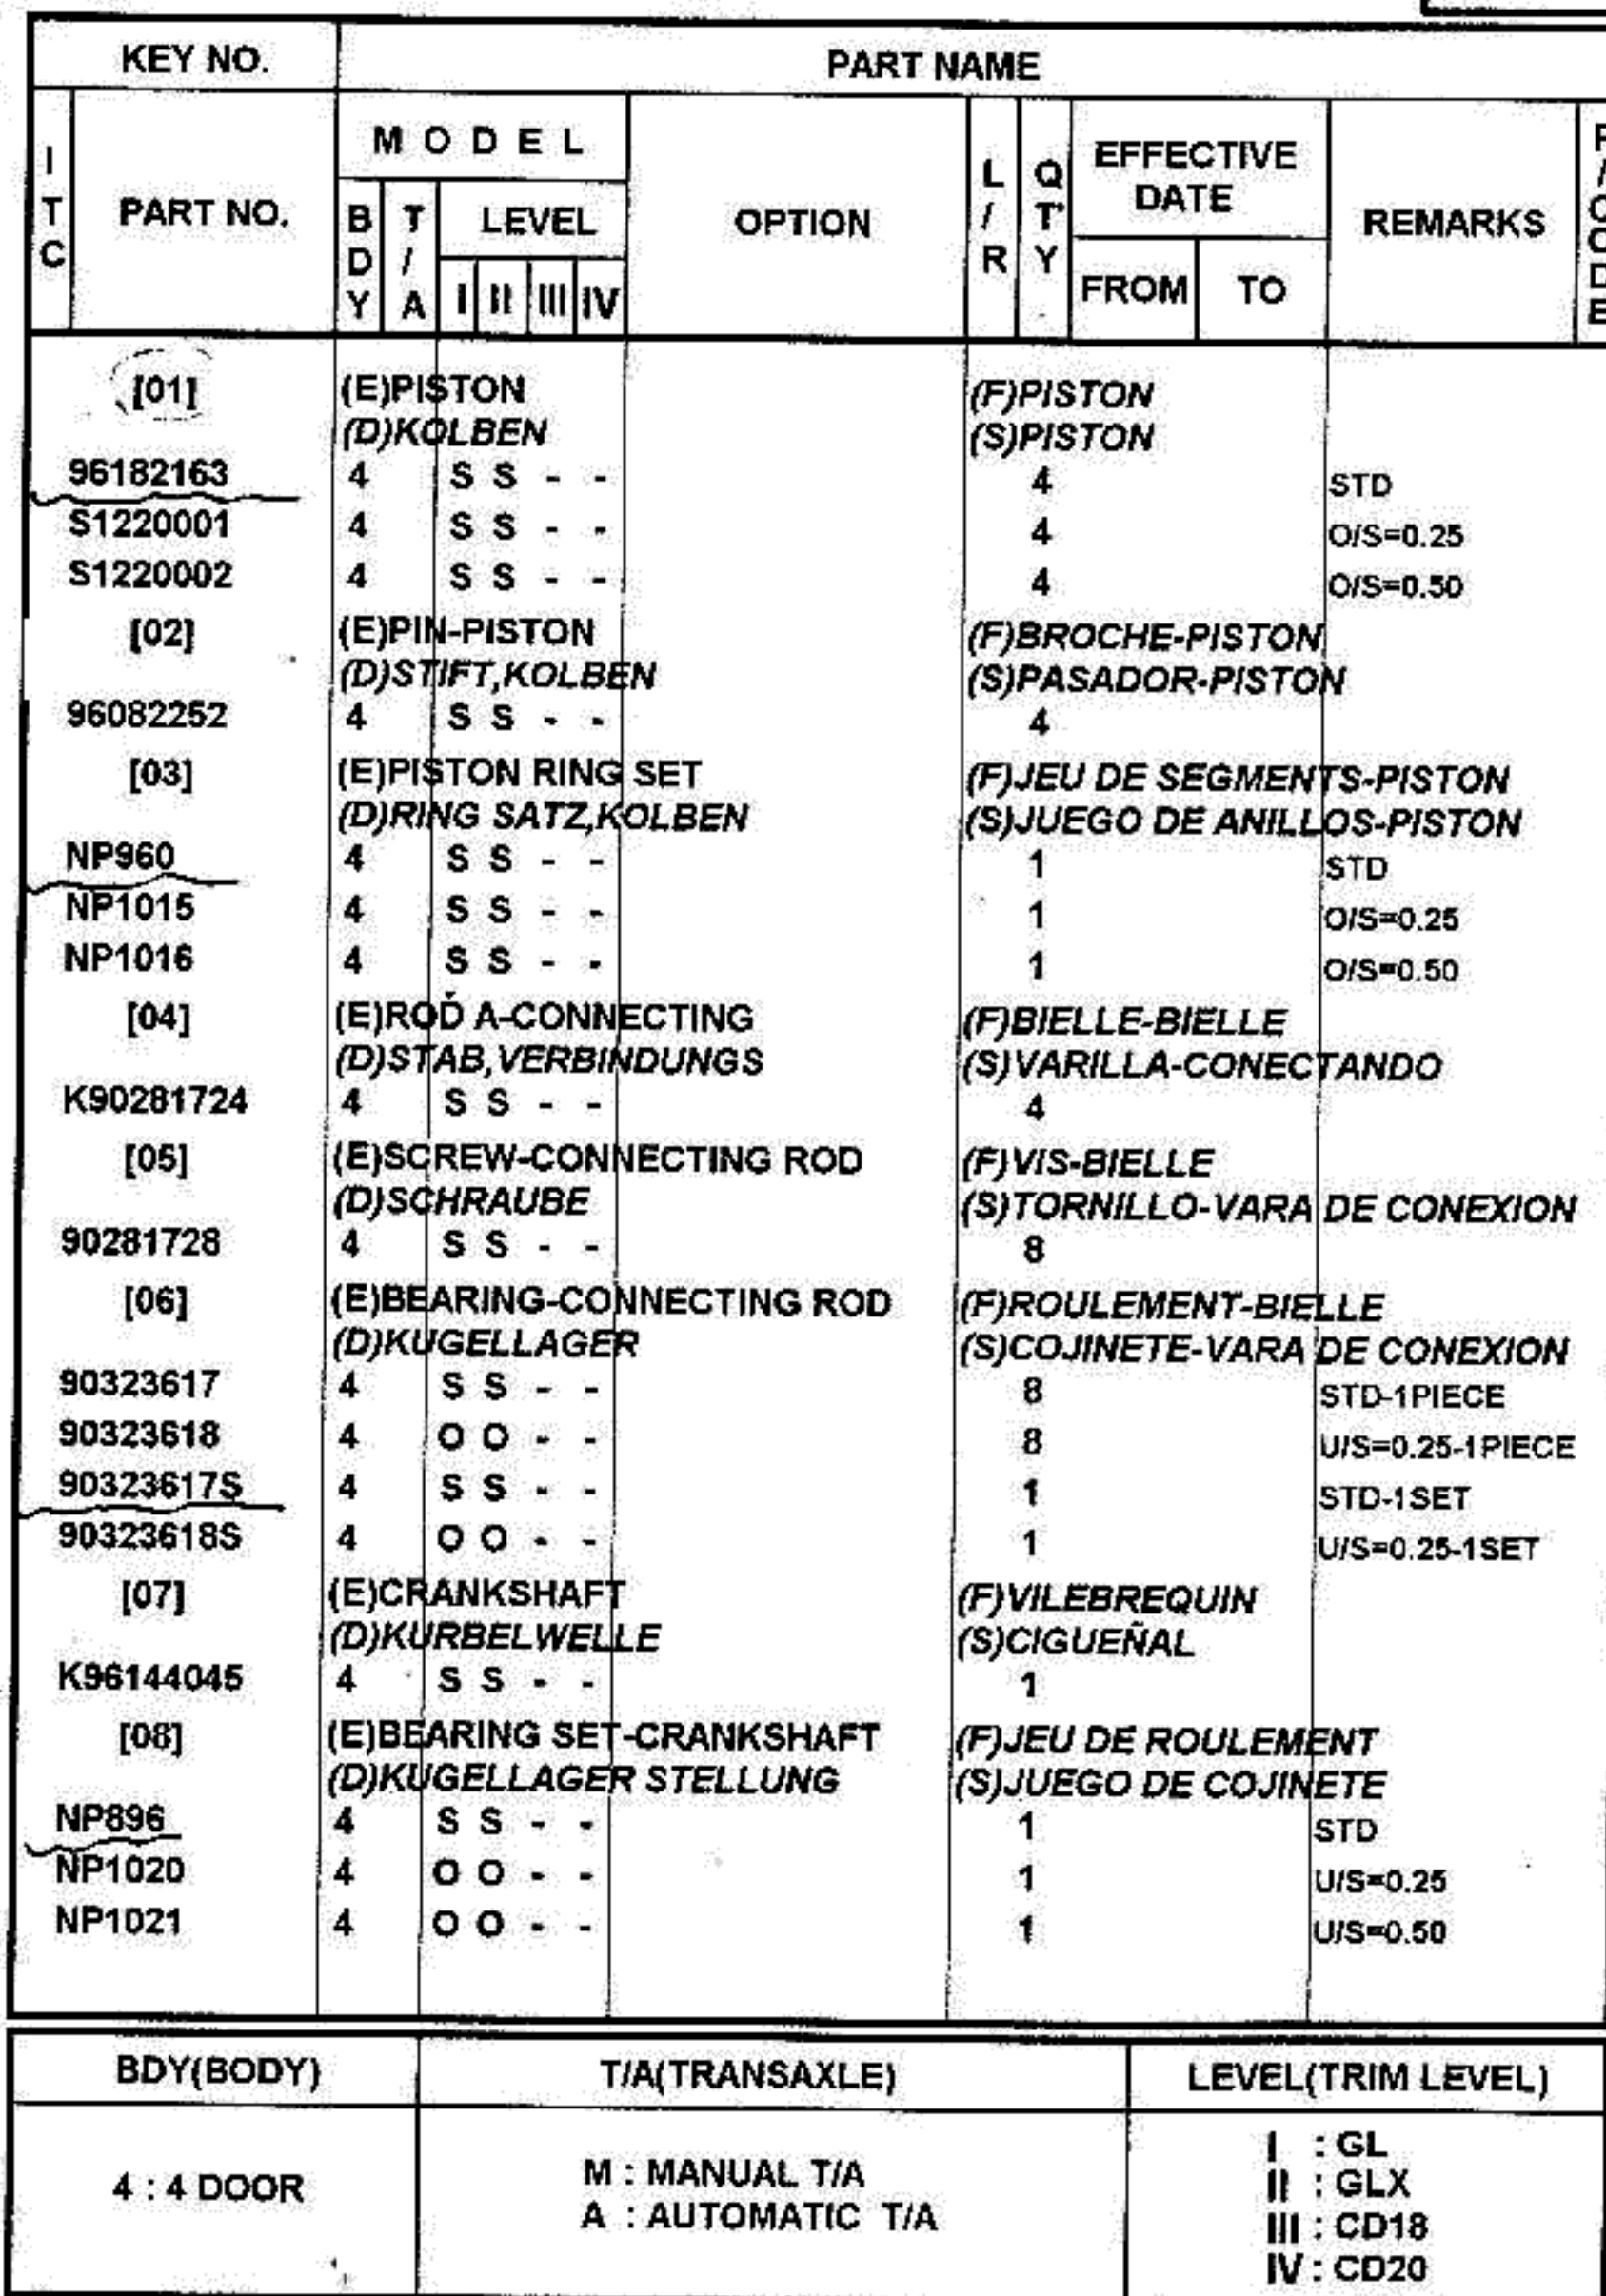 KEY NO. PART NAME
ITC PART NO. MODEL OPTION L/R Q'TY EFFECTIVE DATE REMARKS
BDY T/A LEVEL FROM TO
I II III IV
[01] (E)PISTON (F)PISTON
(D)KOLBEN (S)PISTON
96182163 4 S S - - 4 STD
S1220001 4 S S - - 4 O/S=0.25
S1220002 4 S S - - 4 O/S=0.50
[02] (E)PIN-PISTON (F)BROCHE-PISTON
(D)STIFT,KOLBEN (S)PASADOR-PISTON
96082252 4 S S - - 4
[03] (E)PISTON RING SET (F)JEU DE SEGMENTS-PISTON
(D)RING SATZ,KOLBEN (S)JUEGO DE ANILLOS-PISTON
NP960 4 S S - - 1 STD
NP1015 4 S S - - 1 O/S=0.25
NP1016 4 S S - - 1 O/S=0.50
[04] (E)ROD A-CONNECTING (F)BIELLE-BIELLE
(D)STAB,VERBINDUNGS (S)VARILLA-CONECTANDO
K90281724 4 S S - - 4
[05] (E)SCREW-CONNECTING ROD (F)VIS-BIELLE
(D)SCHRAUBE (S)TORNILLO-VARA DE CONEXION
90281728 4 S S - - 8
[06] (E)BEARING-CONNECTING ROD (F)ROULEMENT-BIELLE
(D)KUGELLAGER (S)COJINETE-VARA DE CONEXION
90323617 4 S S - - 8 STD-1PIECE
90323618 4 O O - - 8 U/S=0.25-1PIECE
90323617S 4 S S - - 1 STD-1SET
90323618S 4 O O - - 1 U/S=0.25-1SET
[07] (E)CRANKSHAFT (F)VILEBREQUIN
(D)KURBELWELLE (S)CIGUEÑAL
K96144045 4 S S - - 1
[08] (E)BEARING SET-CRANKSHAFT (F)JEU DE ROULEMENT
(D)KUGELLAGER STELLUNG (S)JUEGO DE COJINETE
NP896 4 S S - - 1 STD
NP1020 4 O O - - 1 U/S=0.25
NP1021 4 O O - - 1 U/S=0.50
BDY(BODY) T/A(TRANSAXLE) LEVEL(TRIM LEVEL)
4 : 4 DOOR
M : MANUAL T/A
A : AUTOMATIC T/A
I : GL
II : GLX
III : CD18
IV : CD20